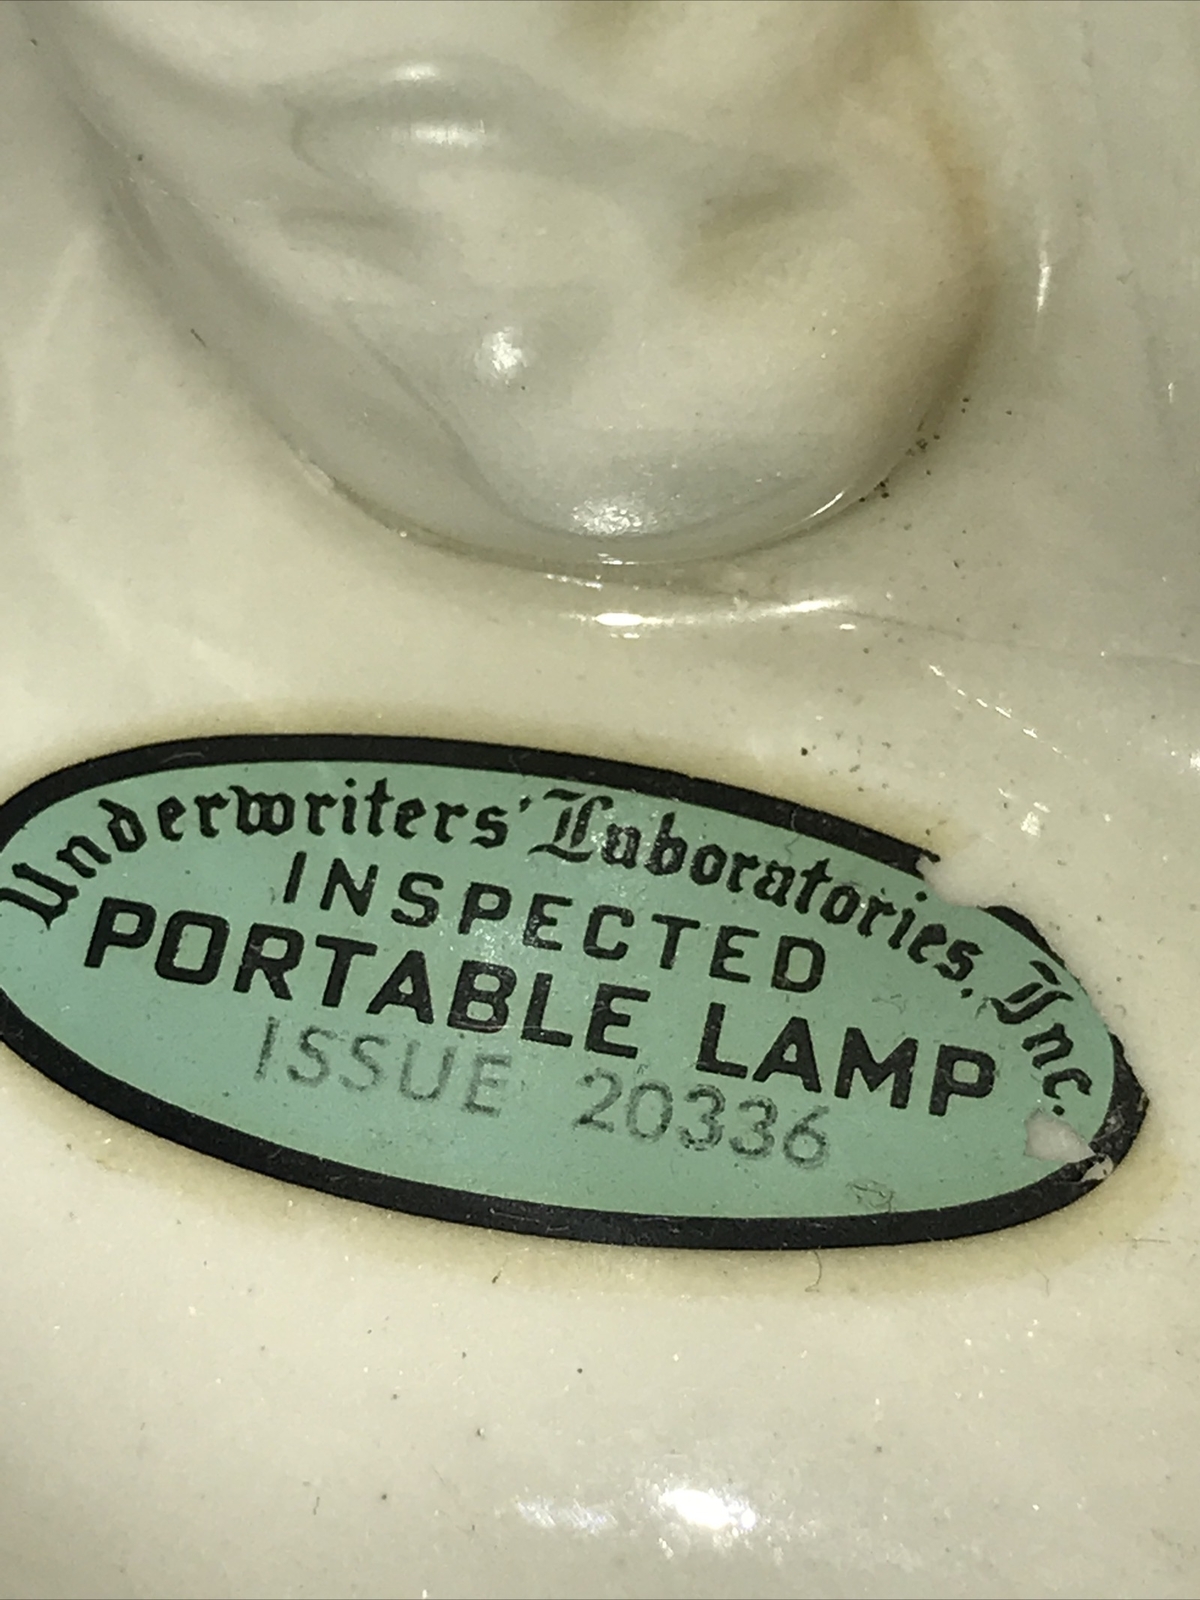 Underwriters' Laboratories, Inc.
INSPECTED
PORTABLE LAMP
ISSUE 20336